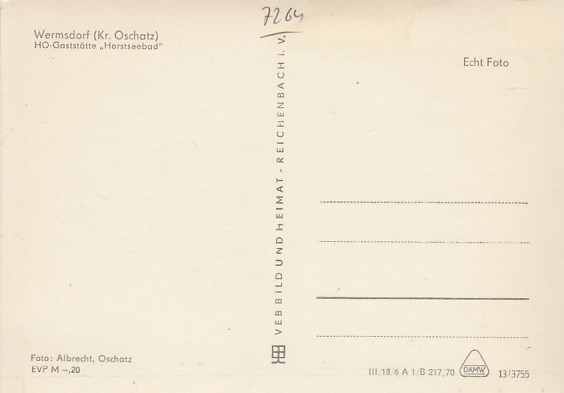 7264
Wermsdorf (Kr. Oschatz)
HO-Gaststätte „Horstseebad"
Echt Foto
VEB BILD UND HEIMAT - REICHENBACH i. V.
Foto: Albrecht, Oschatz
EVP M –,20
III/18 6 A 1/B 217/70
DAMW
13/3755